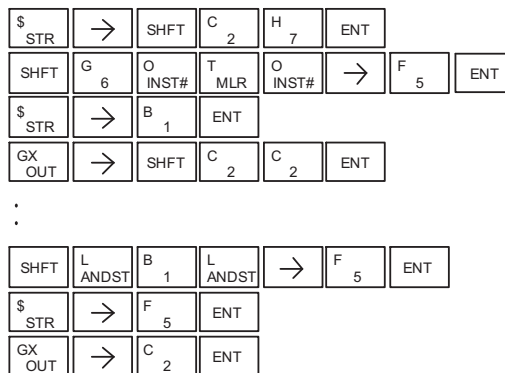 $ STR → SHFT C 2 H 7 ENT
SHFT G 6 O INST# T MLR O INST# → F 5 ENT
$ STR → B 1 ENT
GX OUT → SHFT C 2 C 2 ENT
:
SHFT L ANDST B 1 L ANDST → F 5 ENT
$ STR → F 5 ENT
GX OUT → C 2 ENT